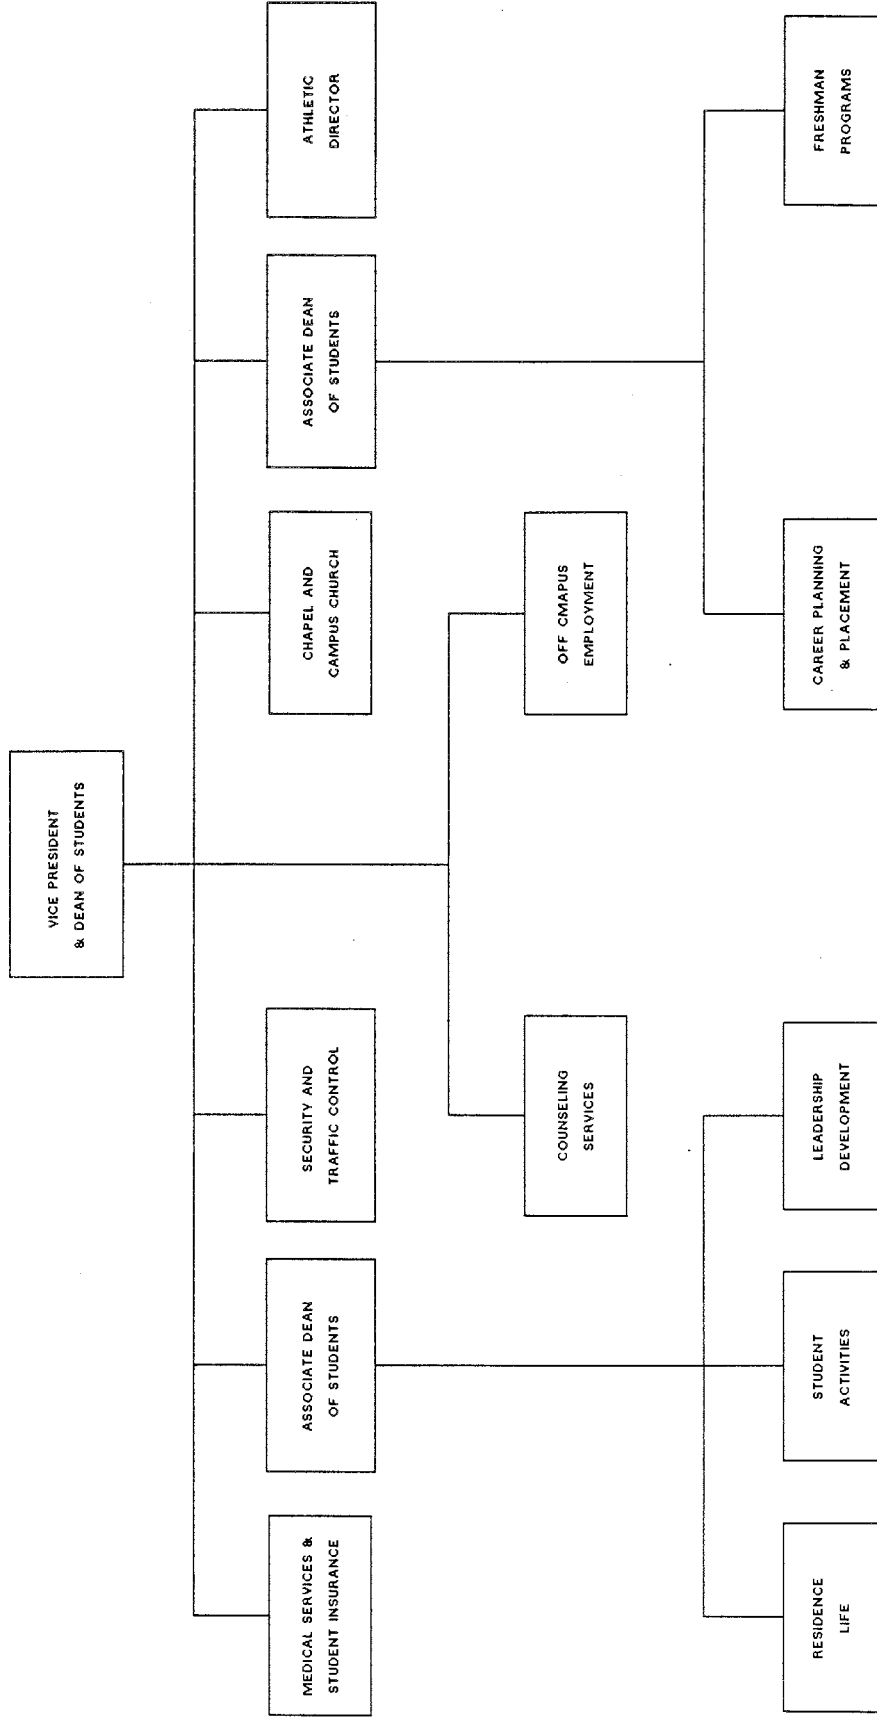 VICE PRESIDENT
& DEAN OF STUDENTS
MEDICAL SERVICES &
STUDENT INSURANCE
ASSOCIATE DEAN
OF STUDENTS
SECURITY AND
TRAFFIC CONTROL
CHAPEL AND
CAMPUS CHURCH
ASSOCIATE DEAN
OF STUDENTS
ATHLETIC
DIRECTOR
COUNSELING
SERVICES
OFF CMAPUS
EMPLOYMENT
RESIDENCE
LIFE
STUDENT
ACTIVITIES
LEADERSHIP
DEVELOPMENT
CAREER PLANNING
& PLACEMENT
FRESHMAN
PROGRAMS